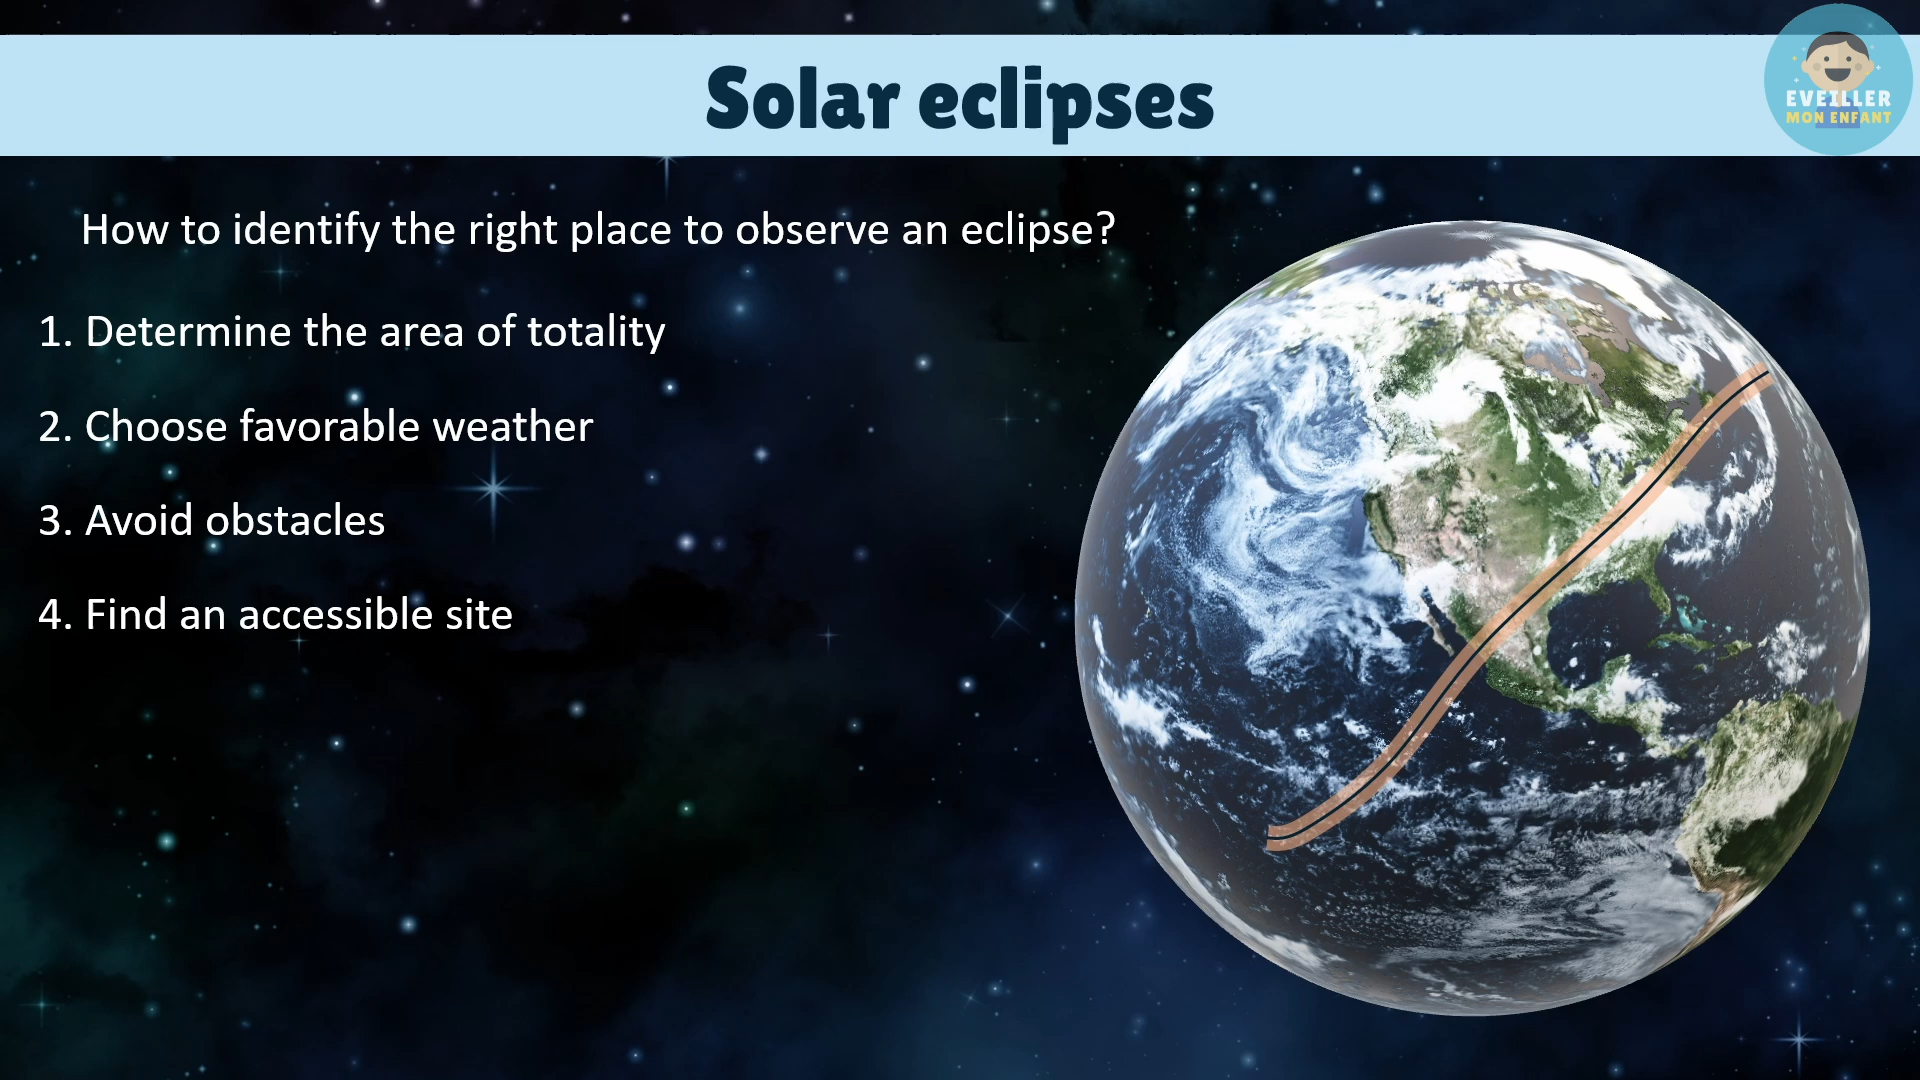 Solar eclipses
EVEILLER
MON ENFANT
How to identify the right place to observe an eclipse?
1. Determine the area of totality
2. Choose favorable weather
3. Avoid obstacles
4. Find an accessible site